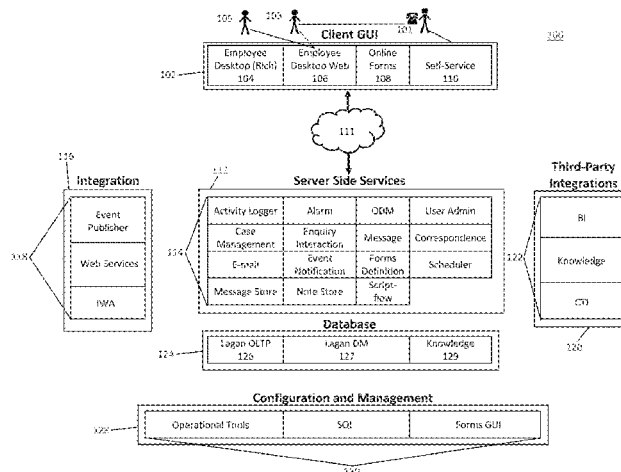 105
103
101
Client GUI
100
Employee Desktop (Rich) 104
Employee Desktop Web 106
Online Forms 108
Self-Service 110
102
111
116
Integration
112
Server Side Services
Third-Party Integrations
Event Publisher
Web Services
IWA
118
Activity Logger
Alarm
ODM
User Admin
Case Management
Enquiry Interaction
Message
Correspondence
E-mail
Event Notification
Forms Definition
Scheduler
Message Store
Note Store
Script-flow
114
BI
Knowledge
122
120
Database
Lagan OLTP 126
Lagan DM 127
Knowledge 129
124
Configuration and Management
Operational Tools
Forms GUI